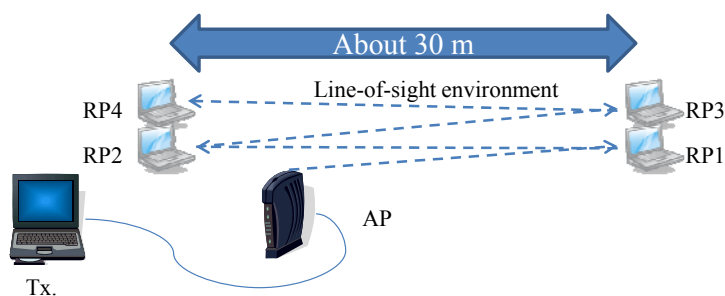 About 30 m
Line-of-sight environment
RP4
RP3
RP2
RP1
AP
Tx.